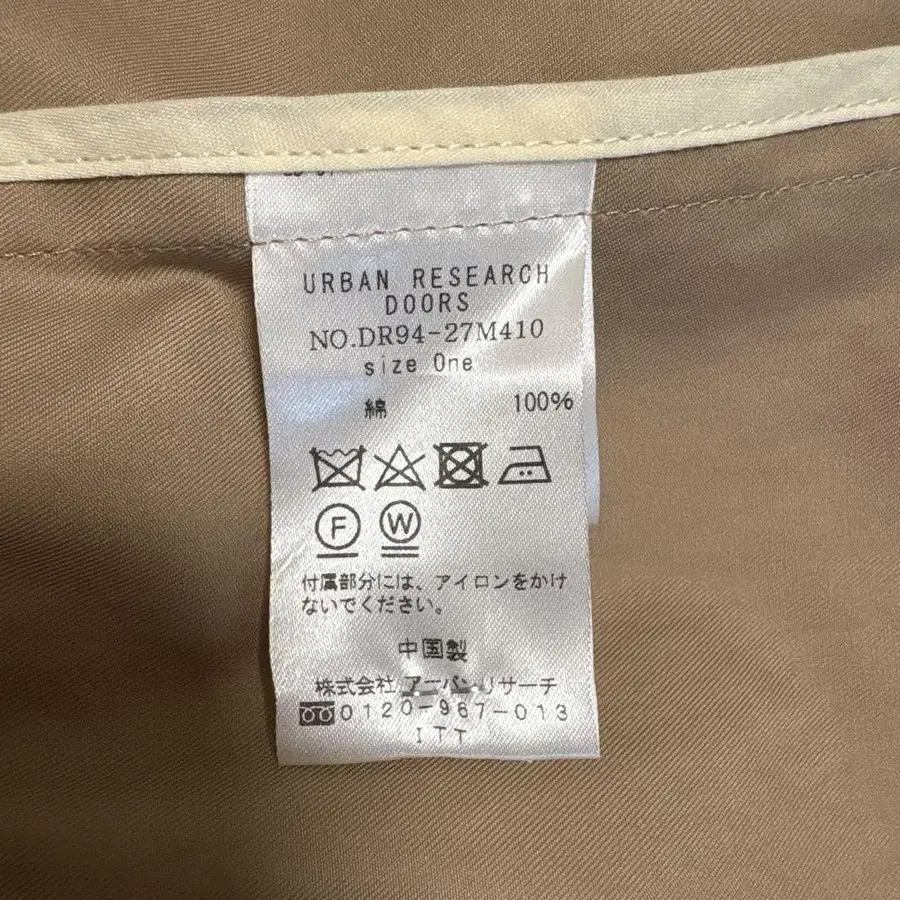 URBAN RESEARCH
DOORS
NO.DR94-27M410
size One
綿 100%
F W
付属部分には、アイロンをかけ
ないでください。
中国製
株式会社 アーバンリサーチ
0120-967-013
ITT